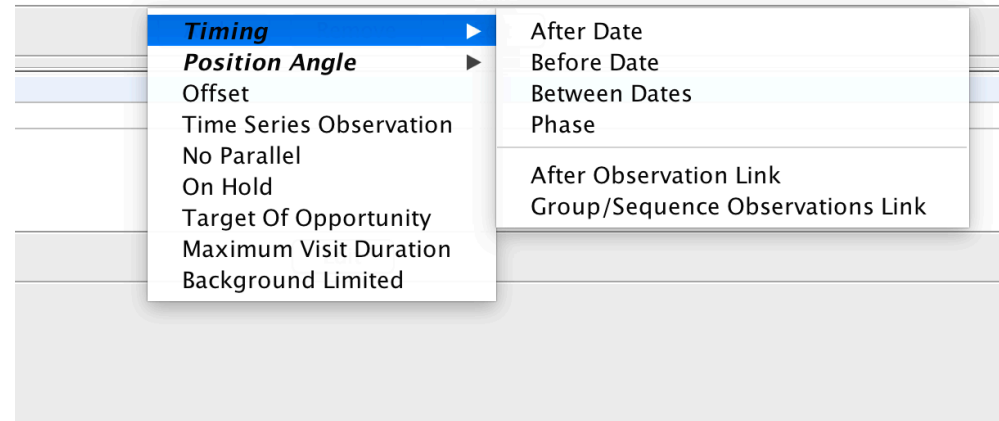 Timing
Position Angle
Offset
Time Series Observation
No Parallel
On Hold
Target Of Opportunity
Maximum Visit Duration
Background Limited
After Date
Before Date
Between Dates
Phase
After Observation Link
Group/Sequence Observations Link